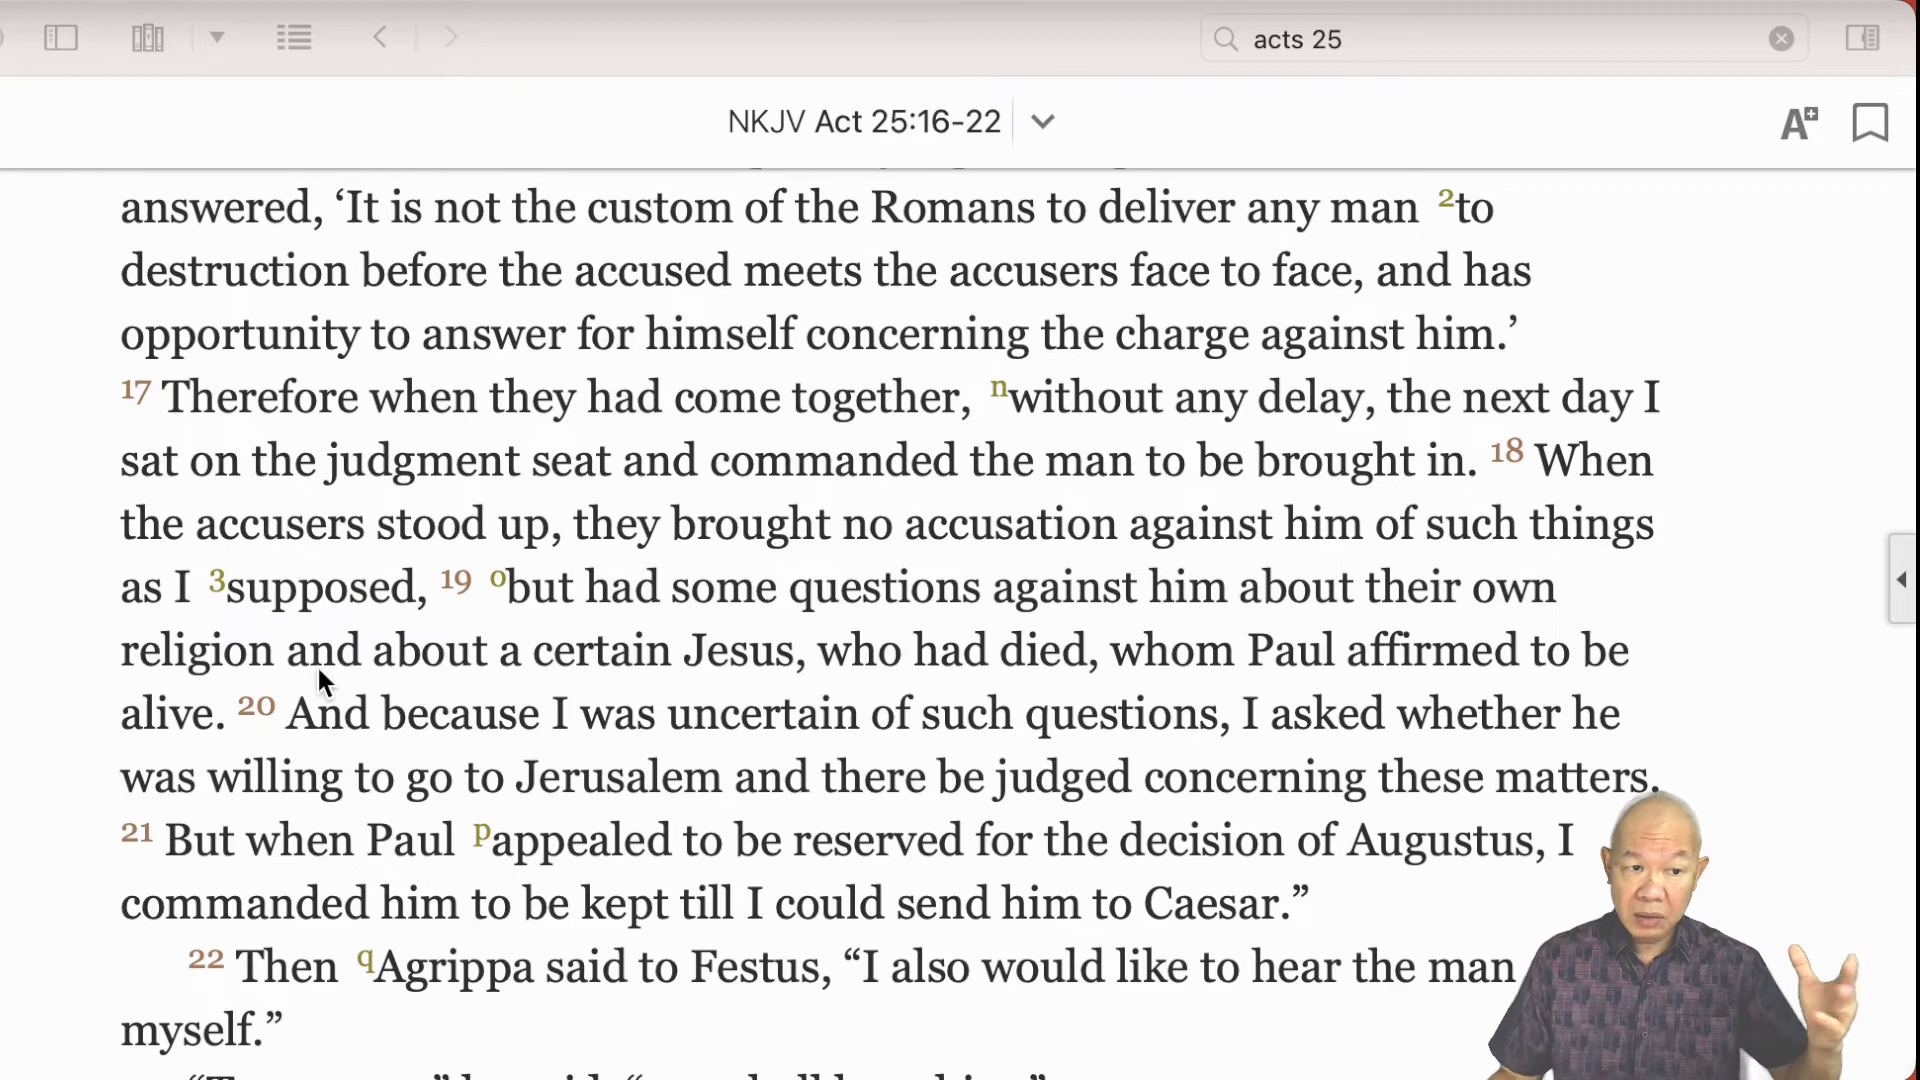 acts 25
NKJV Act 25:16-22
A
answered, ‘It is not the custom of the Romans to deliver any man 2to
destruction before the accused meets the accusers face to face, and has
opportunity to answer for himself concerning the charge against him.’
17 Therefore when they had come together, nwithout any delay, the next day I
sat on the judgment seat and commanded the man to be brought in. 18 When
the accusers stood up, they brought no accusation against him of such things
as I 3supposed, 19 obut had some questions against him about their own
religion and about a certain Jesus, who had died, whom Paul affirmed to be
alive. 20 And because I was uncertain of such questions, I asked whether he
was willing to go to Jerusalem and there be judged concerning these matters.
21 But when Paul pappealed to be reserved for the decision of Augustus, I
commanded him to be kept till I could send him to Caesar.”
22 Then qAgrippa said to Festus, “I also would like to hear the man
myself.”